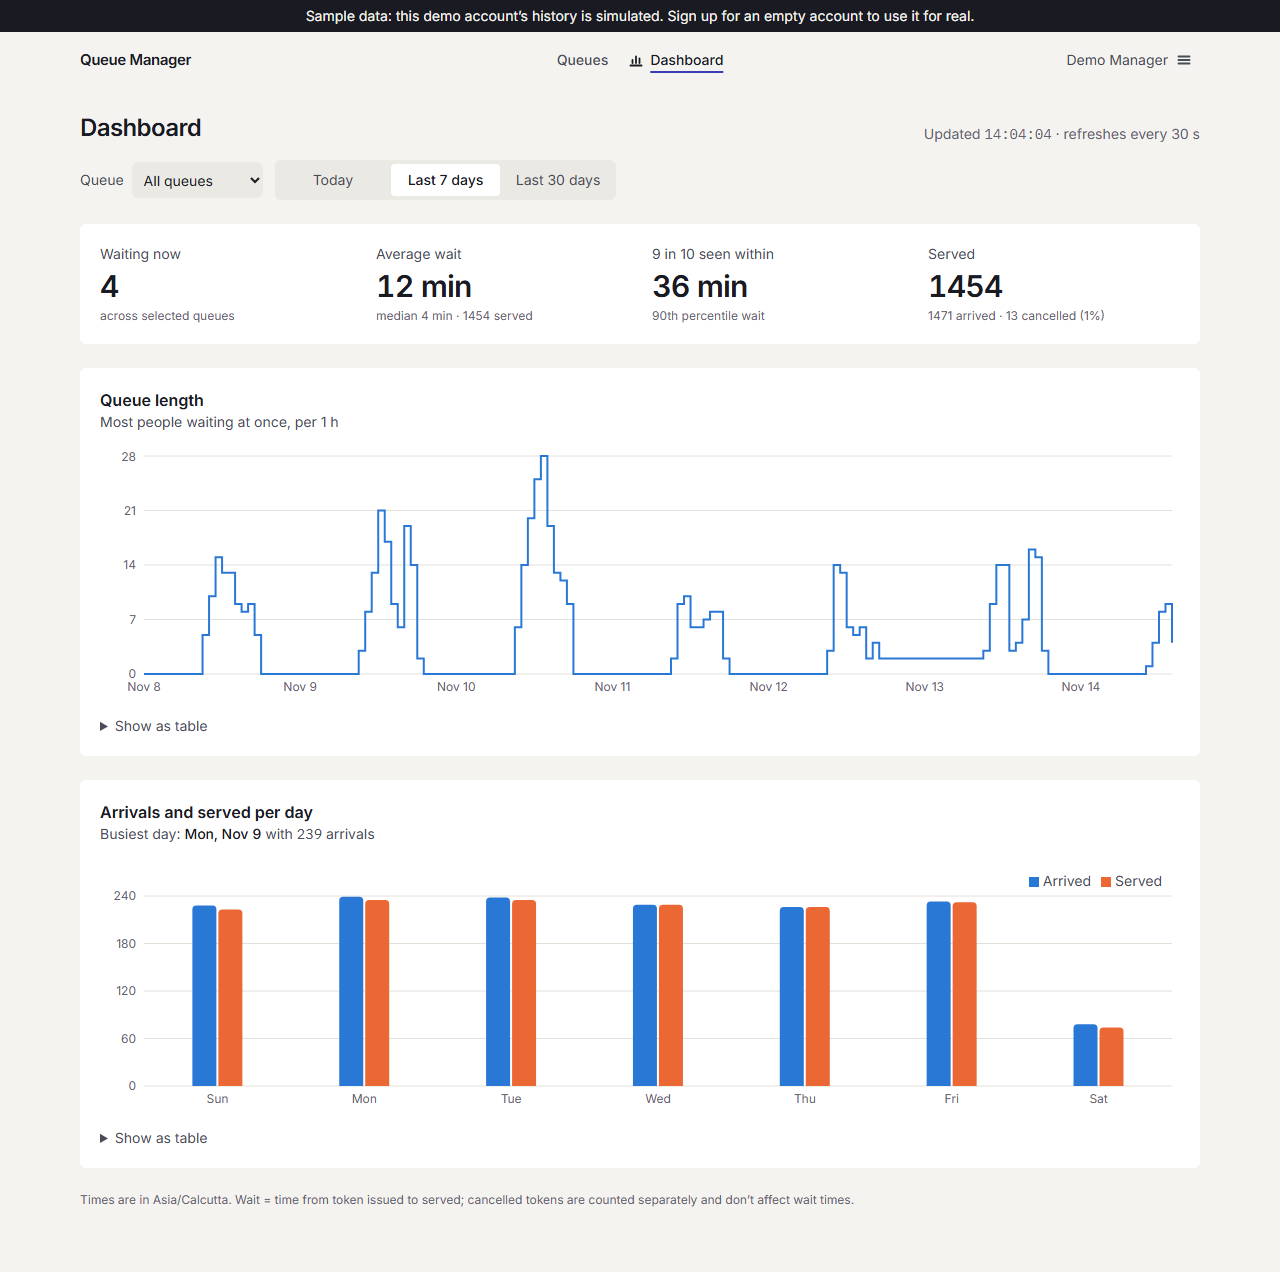 Sample data: this demo account’s history is simulated. Sign up for an empty account to use it for real.
Queue Manager
Queues
Dashboard
Demo Manager
Dashboard
Updated 14:04:04 · refreshes every 30 s
Queue
All queues
Today
Last 7 days
Last 30 days
Waiting now
4
across selected queues
Average wait
12 min
median 4 min · 1454 served
9 in 10 seen within
36 min
90th percentile wait
Served
1454
1471 arrived · 13 cancelled (1%)
Queue length
Most people waiting at once, per 1 h
28
21
14
7
0
Nov 8
Nov 9
Nov 10
Nov 11
Nov 12
Nov 13
Nov 14
Show as table
Arrivals and served per day
Busiest day: Mon, Nov 9 with 239 arrivals
Arrived
Served
240
180
120
60
0
Sun
Mon
Tue
Wed
Thu
Fri
Sat
Show as table
Times are in Asia/Calcutta. Wait = time from token issued to served; cancelled tokens are counted separately and don’t affect wait times.